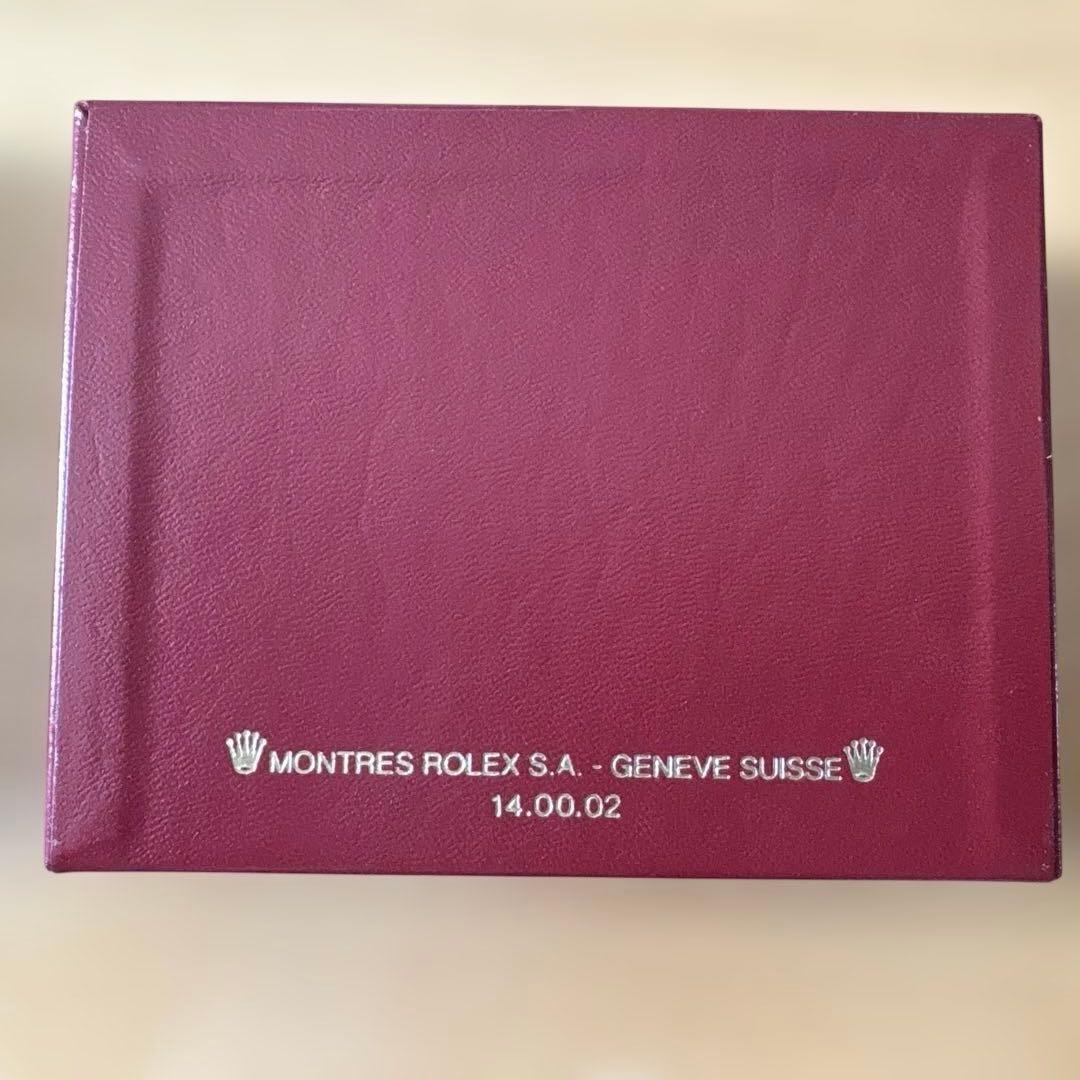 MONTRES ROLEX S.A. - GENEVE SUISSE
14.00.02